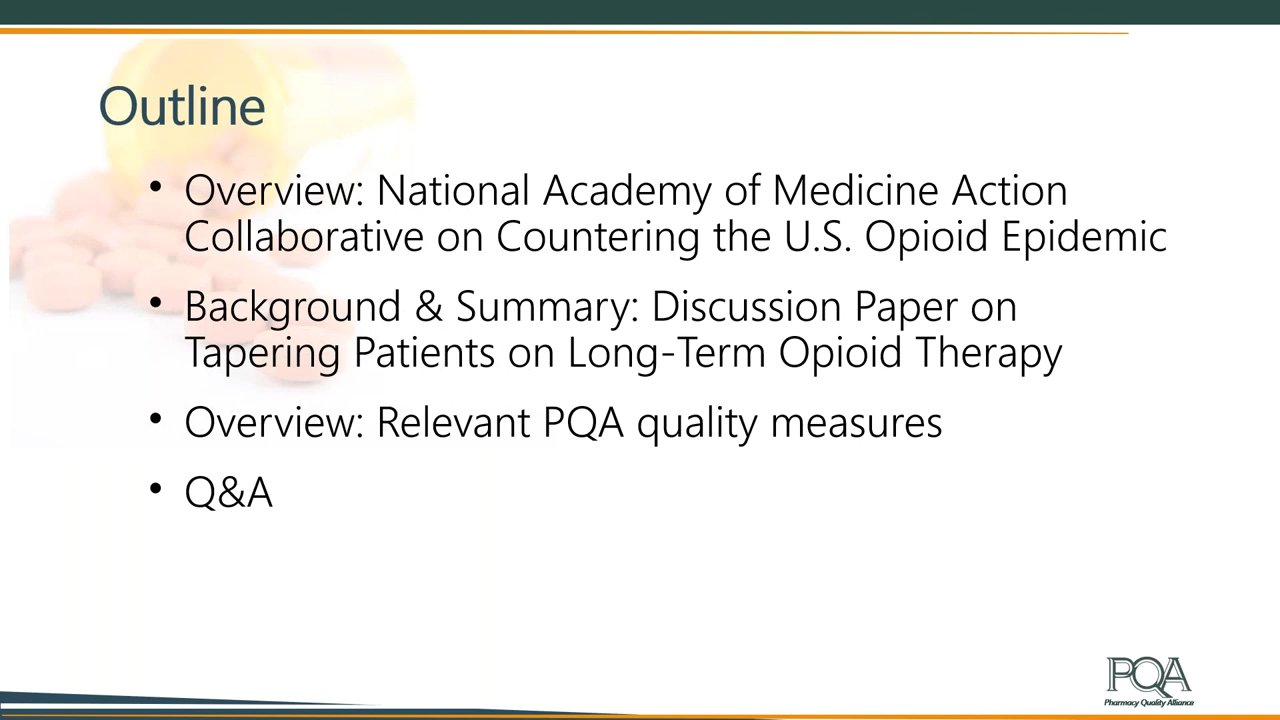 Outline
• Overview: National Academy of Medicine Action
Collaborative on Countering the U.S. Opioid Epidemic
• Background & Summary: Discussion Paper on
Tapering Patients on Long-Term Opioid Therapy
• Overview: Relevant PQA quality measures
• Q&A
PQA
Pharmacy Quality Alliance